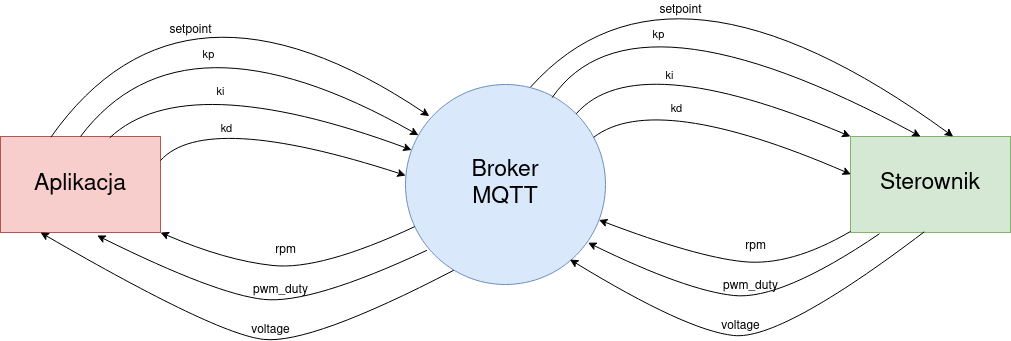 setpoint
kp
ki
kd
Aplikacja
rpm
pwm_duty
voltage
Broker
MQTT
setpoint
kp
ki
kd
Sterownik
rpm
pwm_duty
voltage